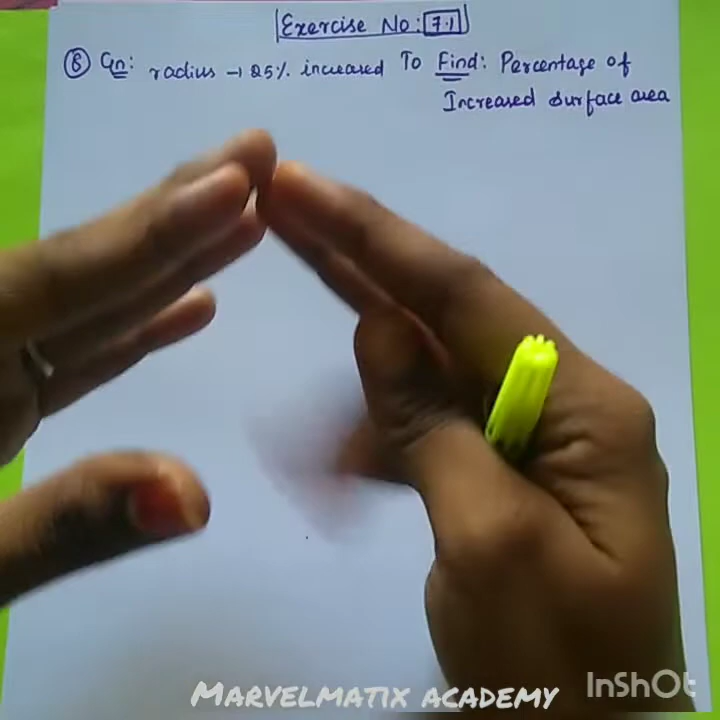 Exercise No: 7.1
⑧ Gn: radius → 25% increased To Find: Percentage of
Increased surface area
MARVELMATIX ACADEMY
InShOt